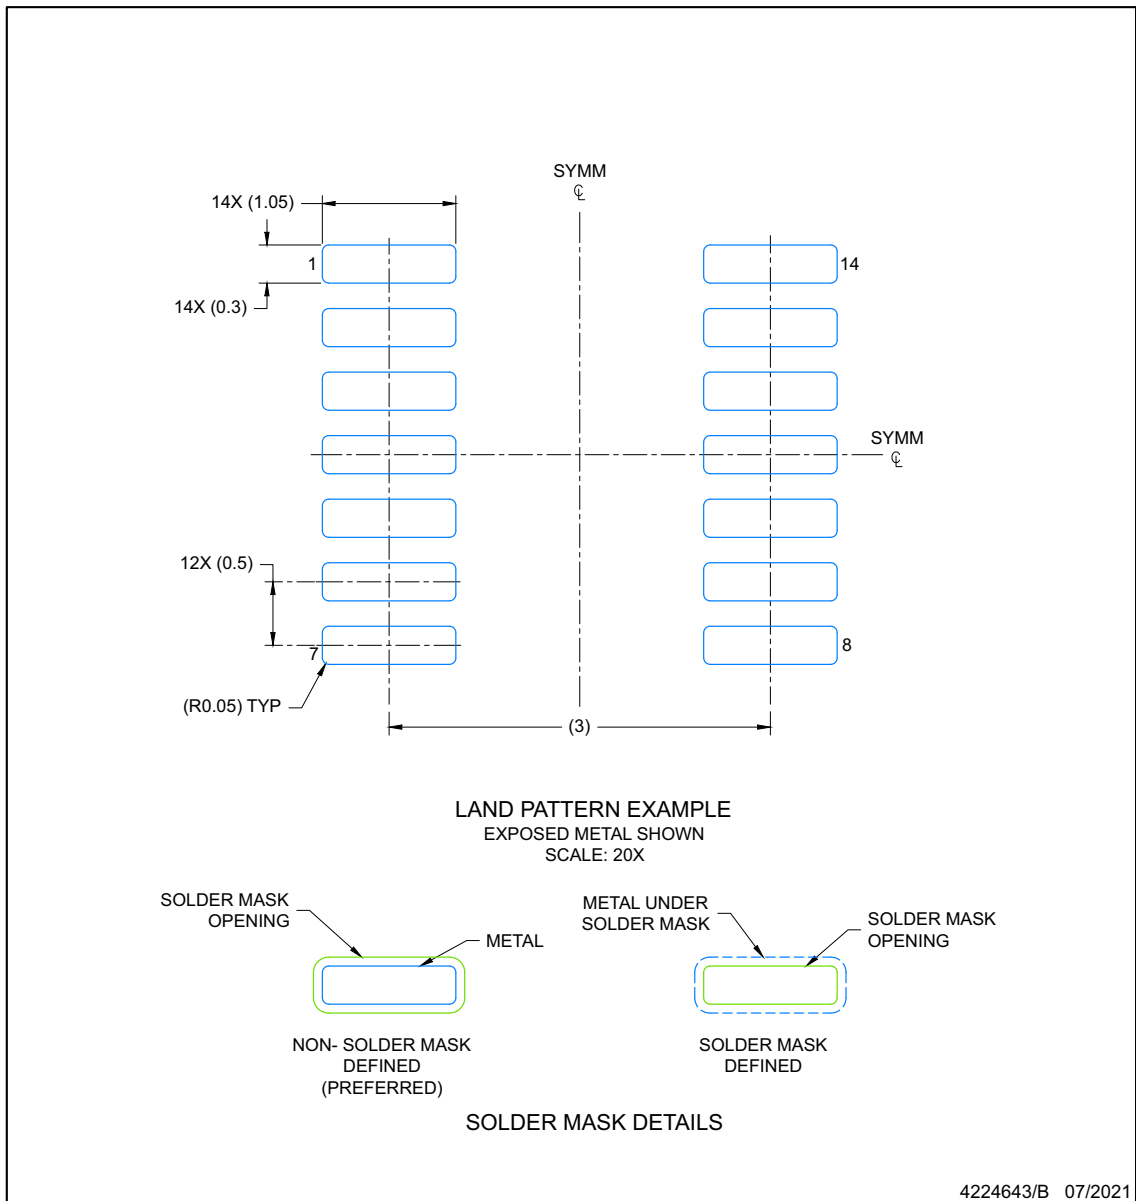 SYMM
℄
14X (1.05)
1
14
14X (0.3)
SYMM
℄
12X (0.5)
7
8
(R0.05) TYP
(3)
LAND PATTERN EXAMPLE
EXPOSED METAL SHOWN
SCALE: 20X
SOLDER MASK
OPENING
METAL
METAL UNDER
SOLDER MASK
SOLDER MASK
OPENING
NON- SOLDER MASK
DEFINED
(PREFERRED)
SOLDER MASK
DEFINED
SOLDER MASK DETAILS
4224643/B 07/2021